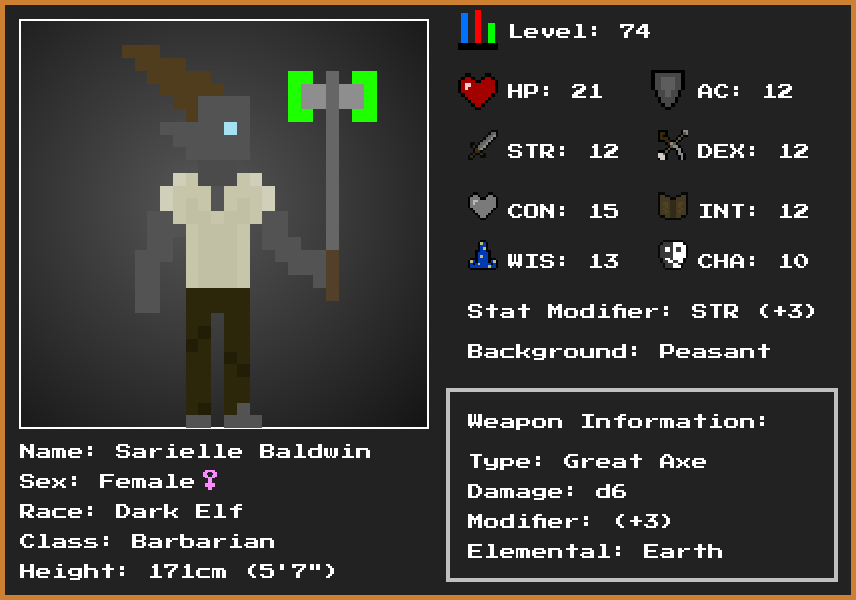 Level: 74
HP: 21
AC: 12
STR: 12
DEX: 12
CON: 15
INT: 12
WIS: 13
CHA: 10
Stat Modifier: STR (+3)
Background: Peasant
Weapon Information:
Type: Great Axe
Damage: d6
Modifier: (+3)
Elemental: Earth
Name: Sarielle Baldwin
Sex: Female♀
Race: Dark Elf
Class: Barbarian
Height: 171cm (5'7")